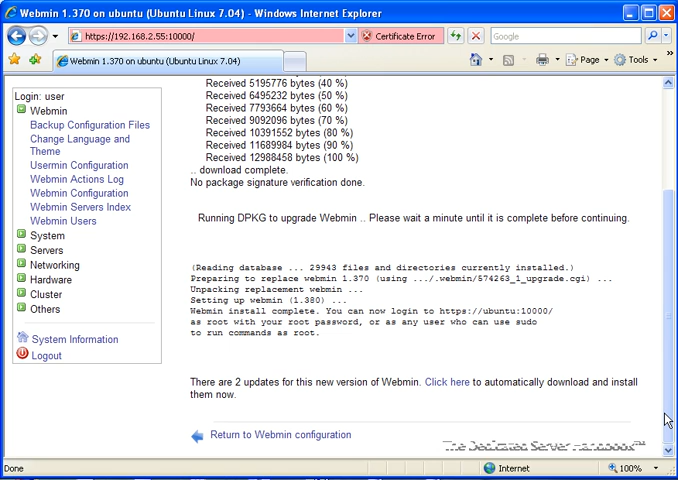 Webmin 1.370 on ubuntu (Ubuntu Linux 7.04) - Windows Internet Explorer
https://192.168.2.55:10000/
Certificate Error
Google
Webmin 1.370 on ubuntu (Ubuntu Linux 7.04)
Page
Tools
Login: user
Webmin
Backup Configuration Files
Change Language and
Theme
Usermin Configuration
Webmin Actions Log
Webmin Configuration
Webmin Servers Index
Webmin Users
System
Servers
Networking
Hardware
Cluster
Others
System Information
Logout
Received 5195776 bytes (40 %)
Received 6495232 bytes (50 %)
Received 7793664 bytes (60 %)
Received 9092096 bytes (70 %)
Received 10391552 bytes (80 %)
Received 11689984 bytes (90 %)
Received 12988458 bytes (100 %)
.. download complete.
No package signature verification done.
Running DPKG to upgrade Webmin .. Please wait a minute until it is complete before continuing.
(Reading database ... 29943 files and directories currently installed.)
Preparing to replace webmin 1.370 (using .../.webmin/574263_1_upgrade.cgi) ...
Unpacking replacement webmin ...
Setting up webmin (1.380) ...
Webmin install complete. You can now login to https://ubuntu:10000/
as root with your root password, or as any user who can use sudo
to run commands as root.
There are 2 updates for this new version of Webmin. Click here to automatically download and install
them now.
Return to Webmin configuration
The Dedicated Server Handbook™
Done
Internet
100%